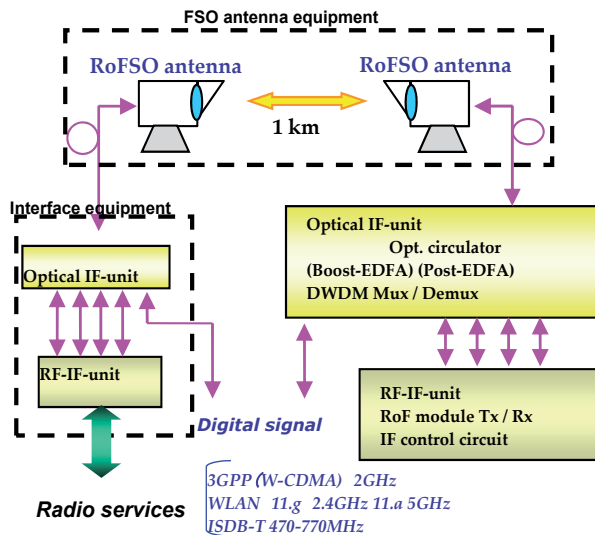 FSO antenna equipment
RoFSO antenna
RoFSO antenna
1 km
Interface equipment
Optical IF-unit
RF-IF-unit
Optical IF-unit
Opt. circulator
(Boost-EDFA) (Post-EDFA)
DWDM Mux / Demux
RF-IF-unit
RoF module Tx / Rx
IF control circuit
Digital signal
Radio services
3GPP (W-CDMA) 2GHz
WLAN 11.g 2.4GHz 11.a 5GHz
ISDB-T 470-770MHz